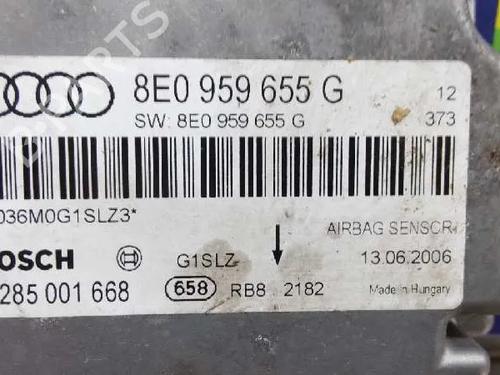 8E0 959 655 G
SW: 8E0 959 655 G
12
373
036M0G1SLZ3*
AIRBAG SENSOR
OSCH
G1SLZ
13.06.2006
285 001 668
658
RB8 2182
Made in Hungary